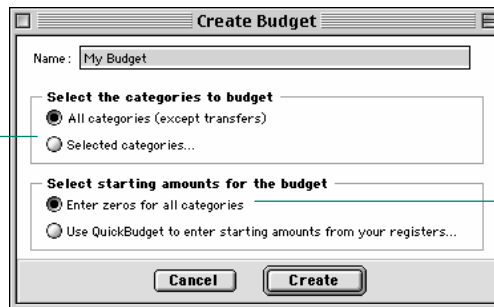 Create Budget
Name: My Budget
Select the categories to budget
All categories (except transfers)
Selected categories...
Select starting amounts for the budget
Enter zeros for all categories
Use QuickBudget to enter starting amounts from your registers...
Cancel Create